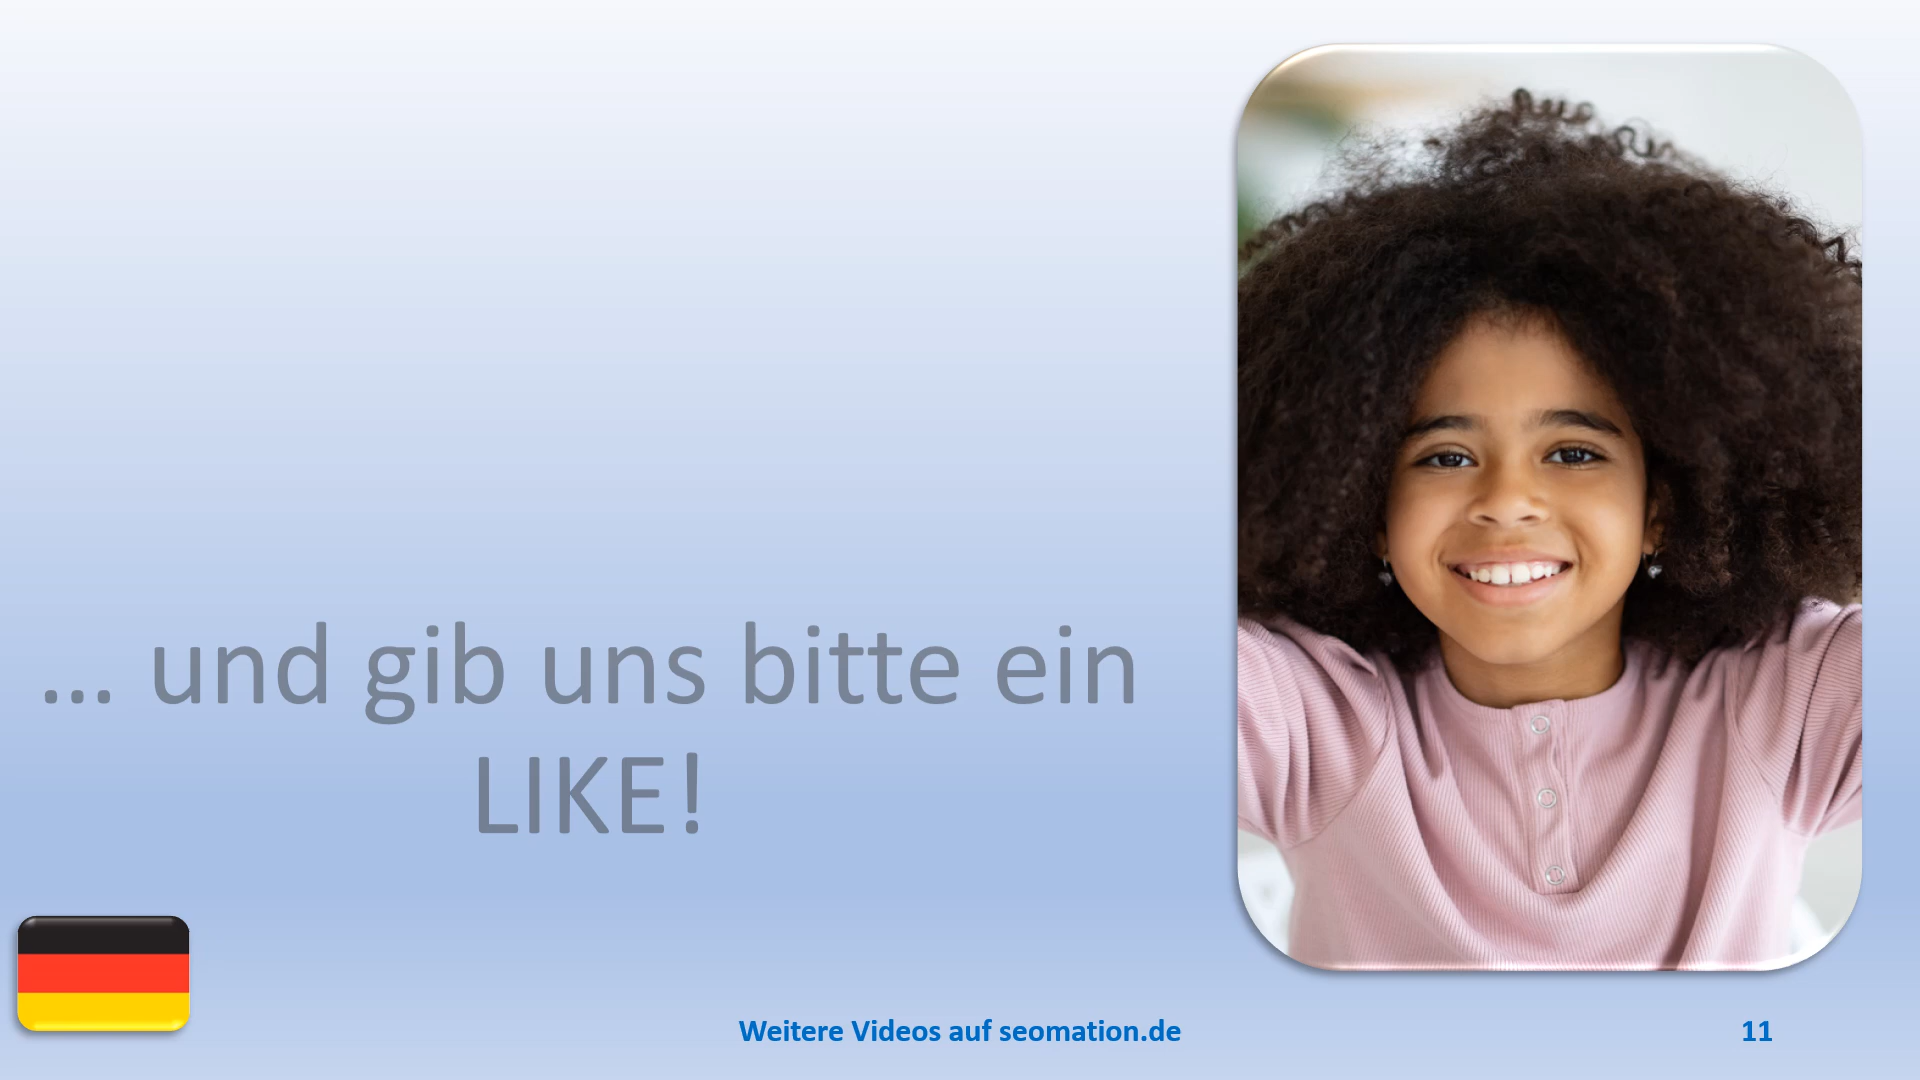 ... und gib uns bitte ein
LIKE!
Weitere Videos auf seomation.de
11